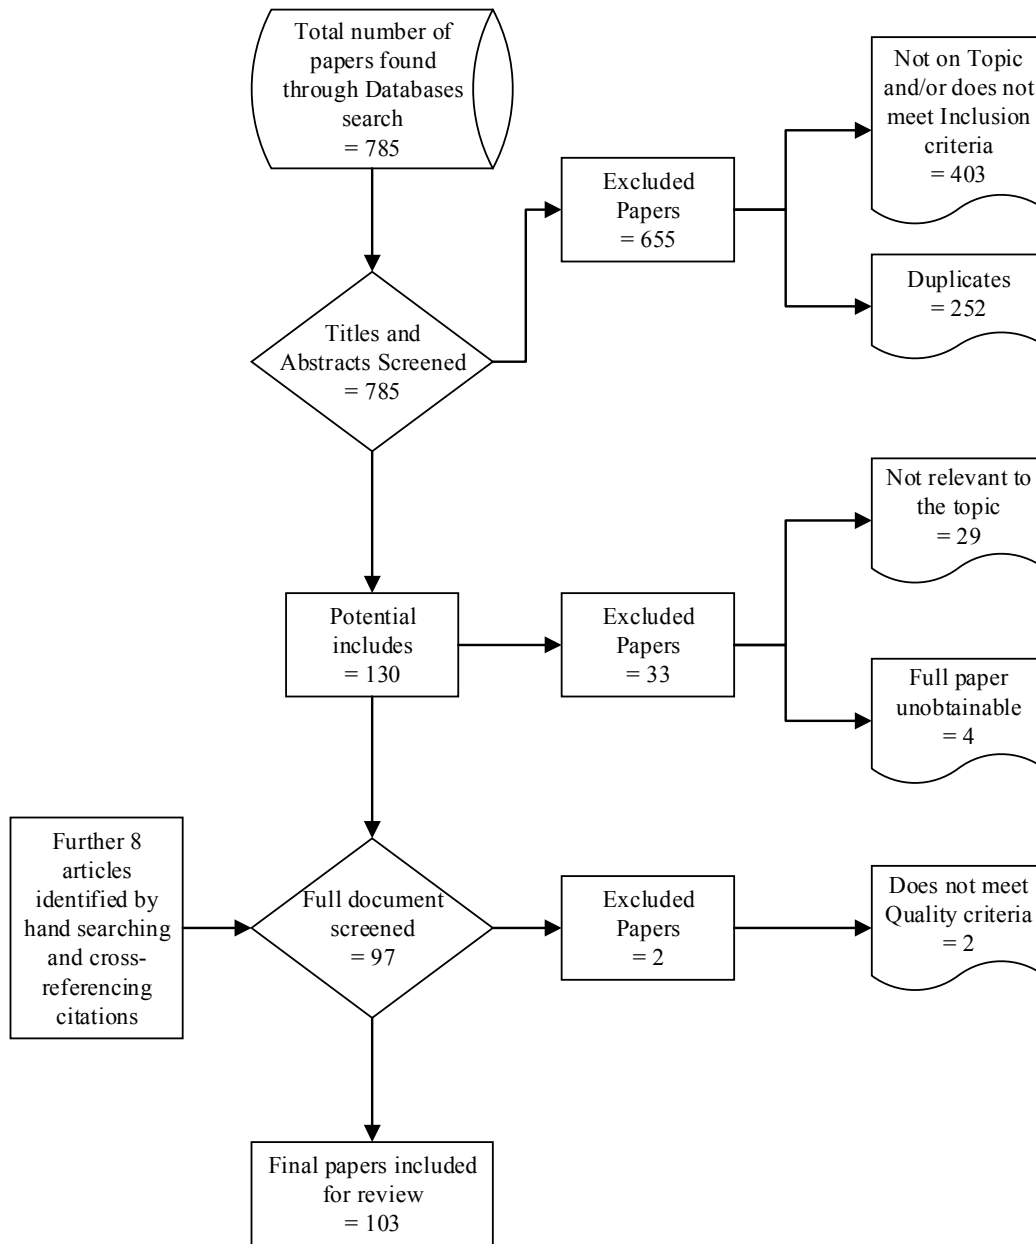 Total number of
papers found
through Databases
search
= 785
Not on Topic
and/or does not
meet Inclusion
criteria
= 403
Excluded
Papers
= 655
Duplicates
= 252
Titles and
Abstracts Screened
= 785
Not relevant to
the topic
= 29
Potential
includes
= 130
Excluded
Papers
= 33
Full paper
unobtainable
= 4
Further 8
articles
identified by
hand searching
and cross-
referencing
citations
Full document
screened
= 97
Excluded
Papers
= 2
Does not meet
Quality criteria
= 2
Final papers included
for review
= 103